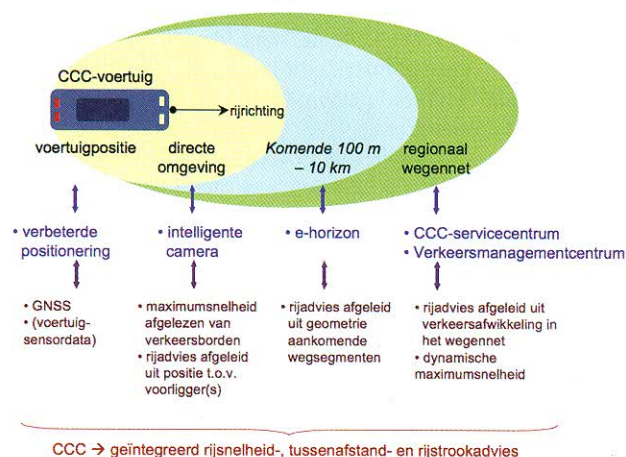 CCC-voertuig
rijrichting
voertuigpositie
directe
omgeving
Komende 100 m
– 10 km
regionaal
wegennet
• verbeterde
positionering
• intelligente
camera
• e-horizon
• CCC-servicecentrum
• Verkeersmanagementcentrum
• GNSS
• (voertuig-
sensordata)
• maximumsnelheid
afgelezen van
verkeersborden
• rijadvies afgeleid
uit positie t.o.v.
voorligger(s)
• rijadvies afgeleid
uit geometrie
aankomende
wegsegmenten
• rijadvies afgeleid uit
verkeersafwikkeling in
het wegennet
• dynamische
maximumsnelheid
CCC → geïntegreerd rijsnelheid-, tussenafstand- en rijstrookadvies